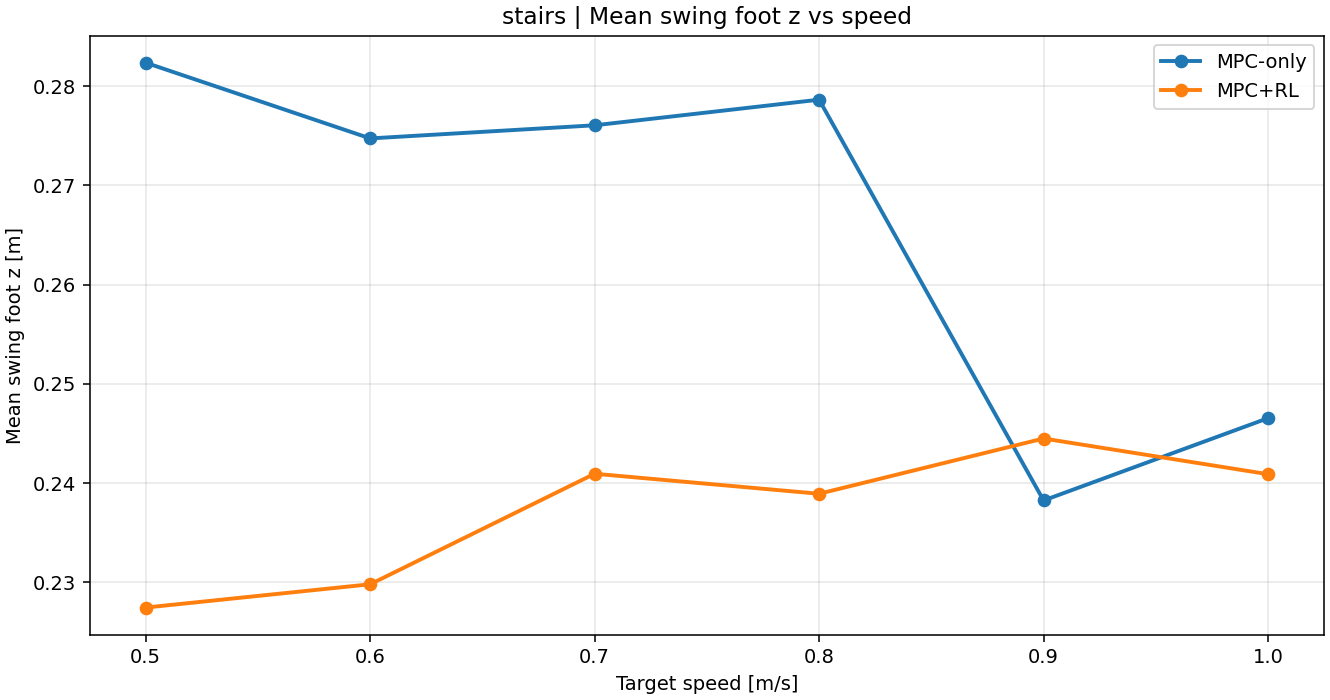 stairs | Mean swing foot z vs speed
MPC-only
MPC+RL
Mean swing foot z [m]
0.28
0.27
0.26
0.25
0.24
0.23
0.5 0.6 0.7 0.8 0.9 1.0
Target speed [m/s]